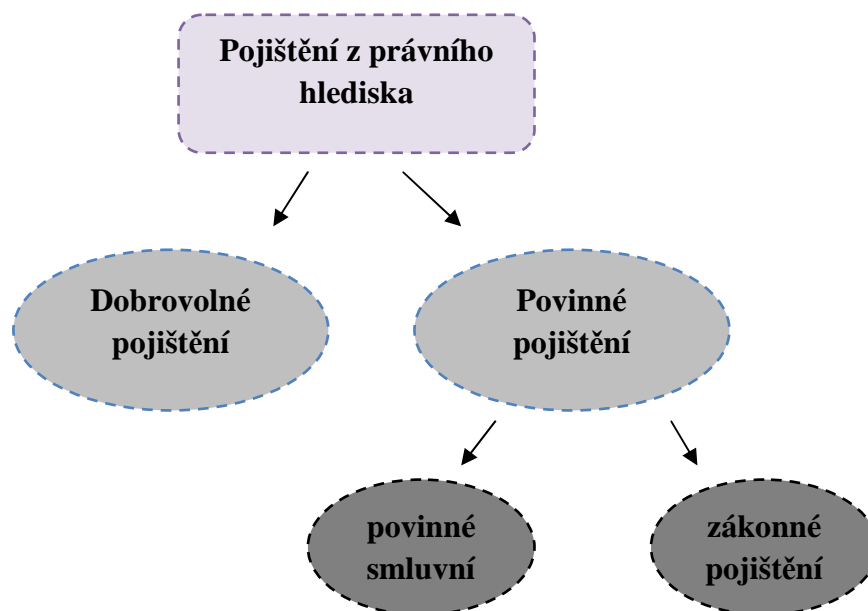 Pojištění z právního
hlediska
Dobrovolné
pojištění
Povinné
pojištění
povinné
smluvní
zákonné
pojištění